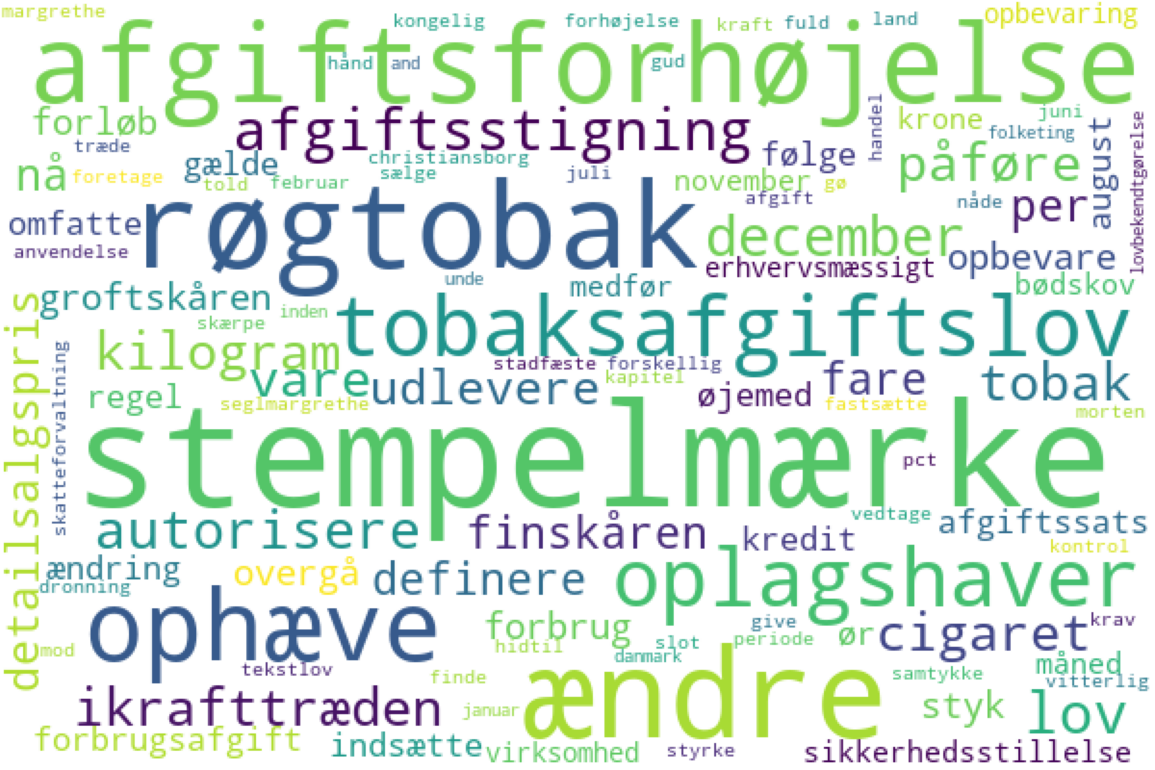 margrethe
kongelig
forhøjelse
kraft
fuld
land
opbevaring
afgiftsforhøjelse
hånd
and
gud
forløb
afgiftsstigning
handel
krone
juni
folketing
lovbekendtgørelse
træde
gælde
christiansborg
følge
påføre
august
nå
foretage
told
februar
sælge
juli
november
gø
afgift
nåde
per
omfatte
røgtobak
december
anvendelse
erhvervsmæssigt
opbevare
unde
medfør
bødskov
groftskåren
detailsalgspris
skærpe
inden
tobaksafgiftslov
kilogram
stadfæste
forskellig
skatteforvaltning
vare
udlevere
kapitel
øjemed
fare
tobak
regel
seglmargrethe
fastsætte
morten
stempelmærke
pct
autorisere
finskåren
kredit
vedtage
afgiftssats
kontrol
ændring
dronning
overgå
definere
oplagshaver
ophæve
forbrug
hidtil
slot
give
periode
ør
cigaret
krav
mod
tekstlov
finde
danmark
ændre
samtykke
måned
vitterlig
ikrafttræden
januar
styk
lov
forbrugsafgift
indsætte
virksomhed
styrke
sikkerhedsstillelse